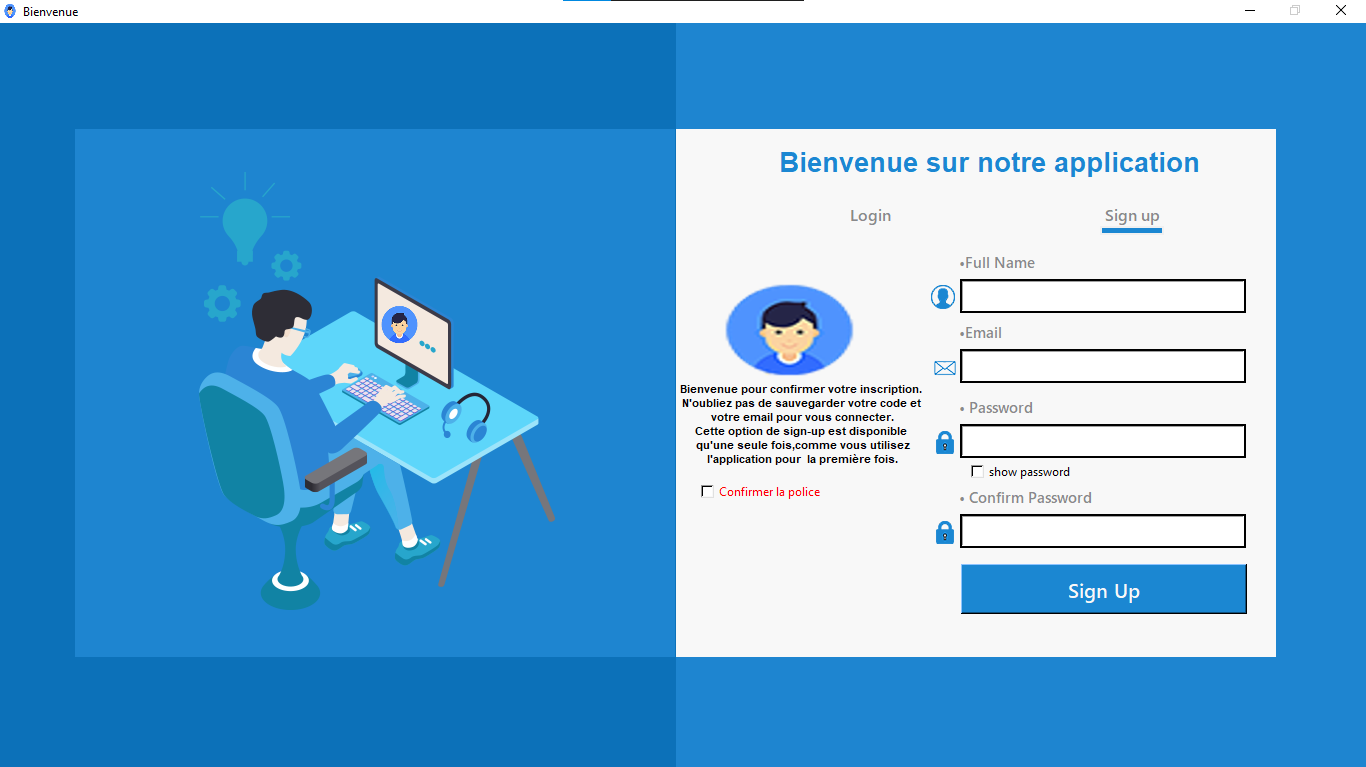 Bienvenue
Bienvenue sur notre application
Login
Sign up
•Full Name
•Email
Bienvenue pour confirmer votre inscription.
N'oubliez pas de sauvegarder votre code et
votre email pour vous connecter.
Cette option de sign-up est disponible
qu'une seule fois,comme vous utilisez
l'application pour  la première fois.
Confirmer la police
• Password
show password
• Confirm Password
Sign Up